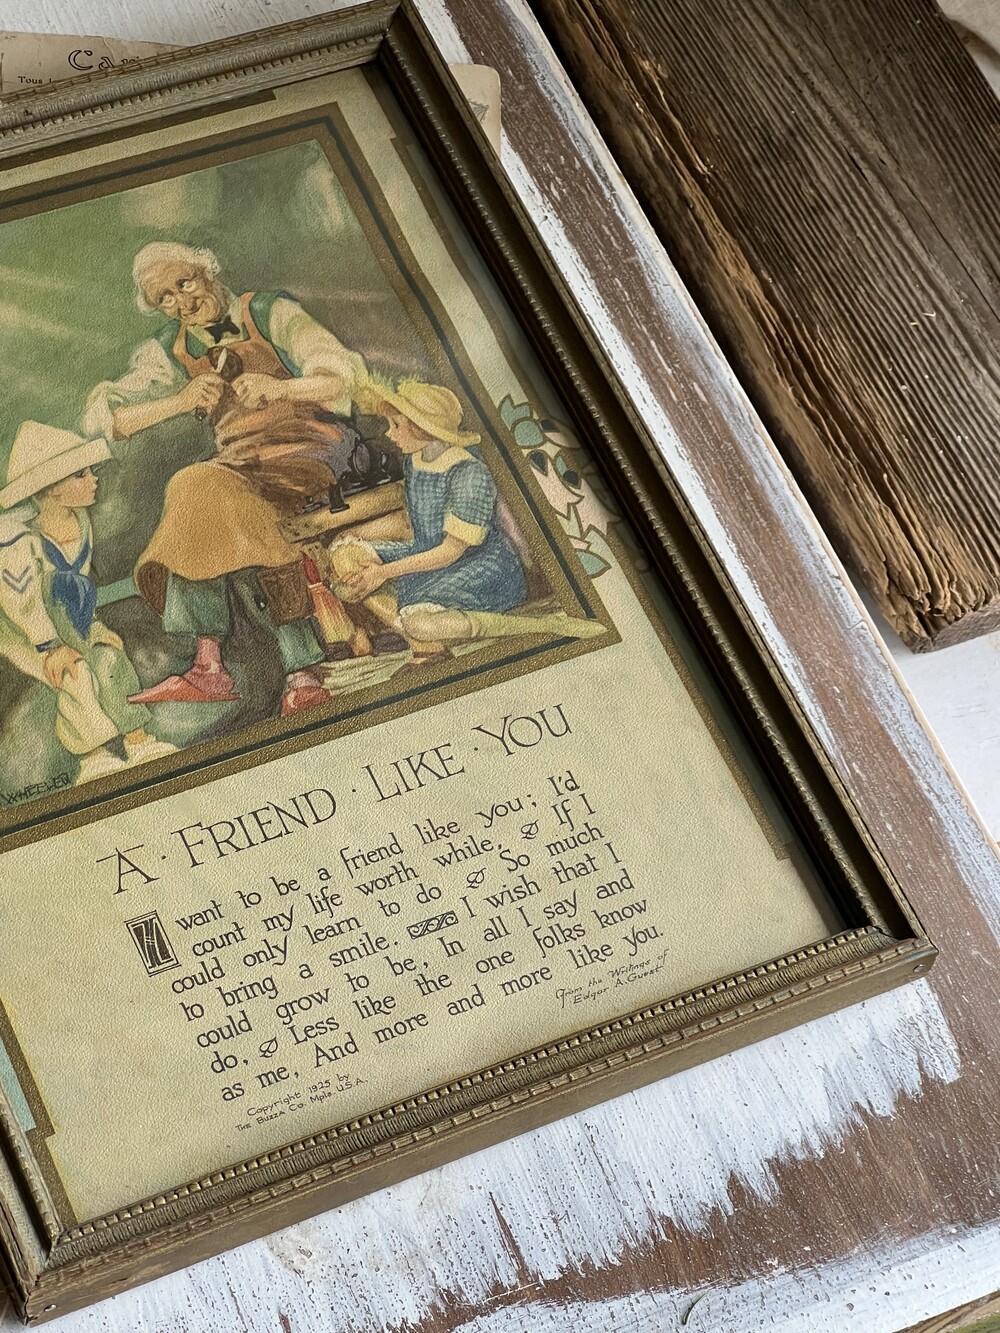 Ca
Tous
WHEELER
A · FRIEND · LIKE · YOU
I want to be a friend like you; I'd
count my life worth while, & If I
could only learn to do & So much
to bring a smile. I wish that I
could grow to be, In all I say and
do, & Less like the one folks know
as me, And more and more like you.
From the Writings of
Edgar A. Guest
Copyright 1925 by
THE BUZZA CO. Mpls. U.S.A.